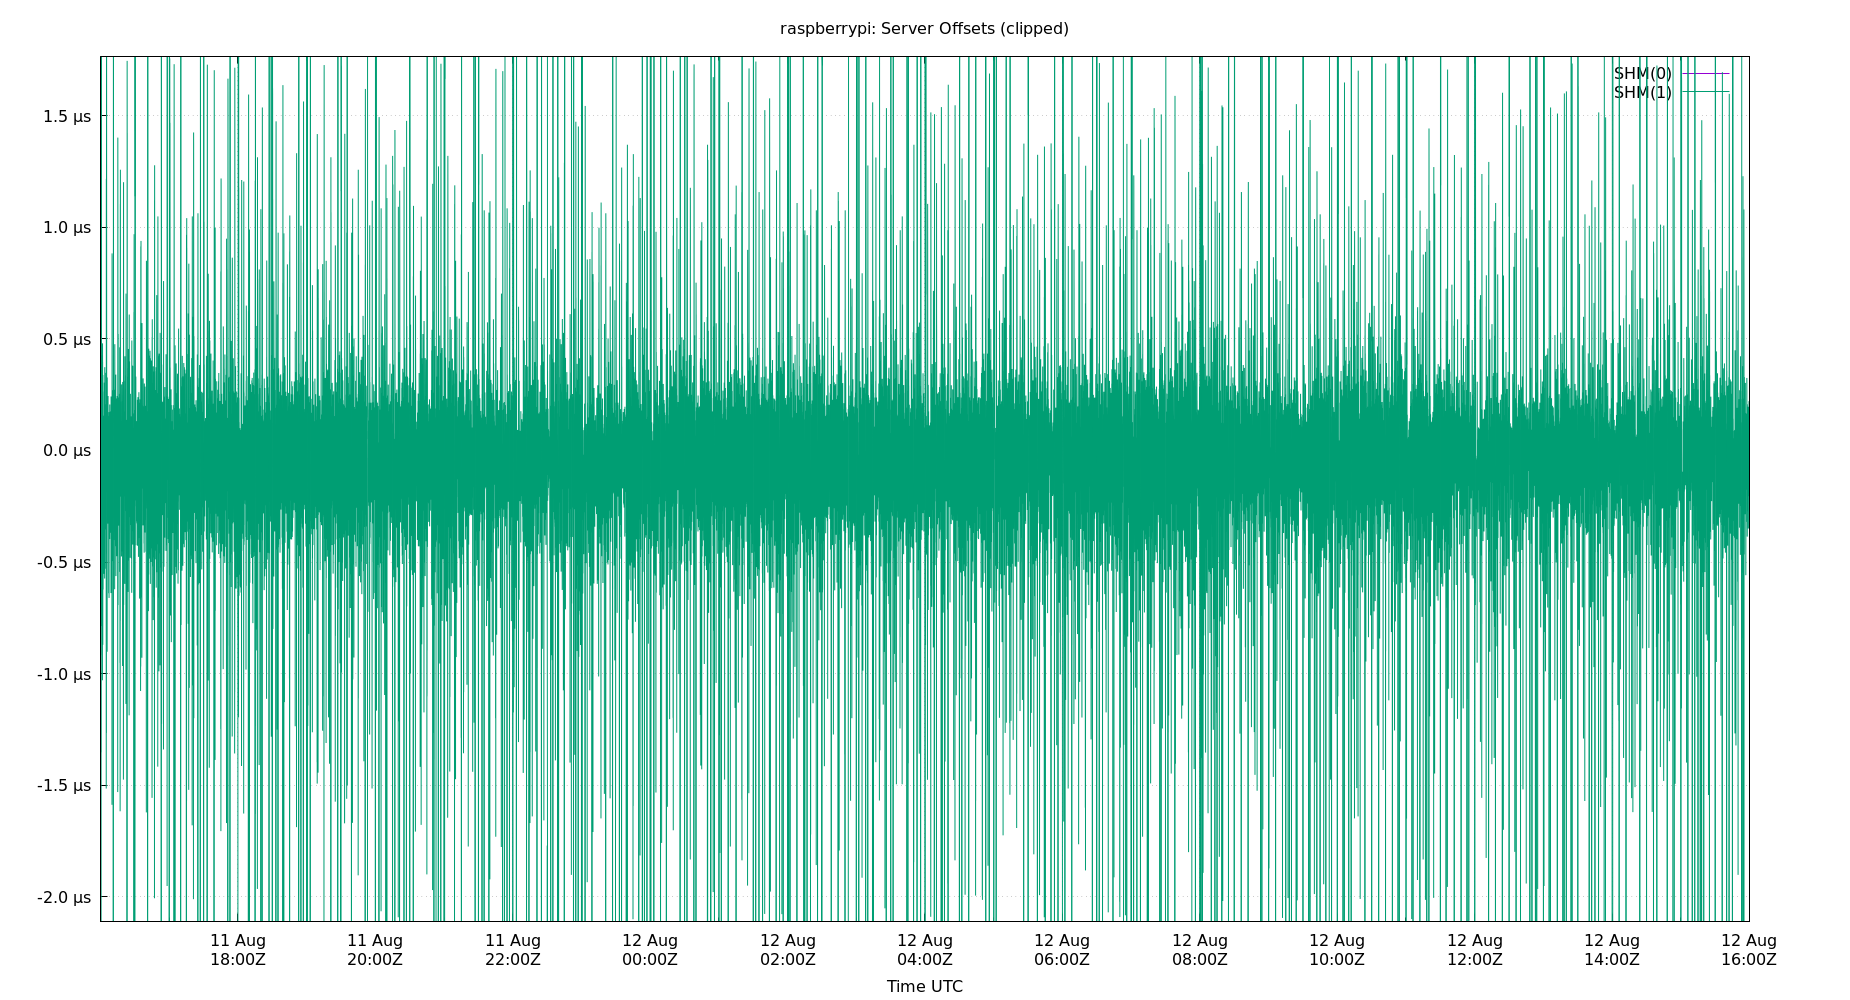 raspberrypi: Server Offsets (clipped)
SHM(0)
SHM(1)
1.5 µs
1.0 µs
0.5 µs
0.0 µs
-0.5 µs
-1.0 µs
-1.5 µs
-2.0 µs
11 Aug 11 Aug 11 Aug 12 Aug 12 Aug 12 Aug 12 Aug 12 Aug 12 Aug 12 Aug 12 Aug 12 Aug
18:00Z 20:00Z 22:00Z 00:00Z 02:00Z 04:00Z 06:00Z 08:00Z 10:00Z 12:00Z 14:00Z 16:00Z
Time UTC